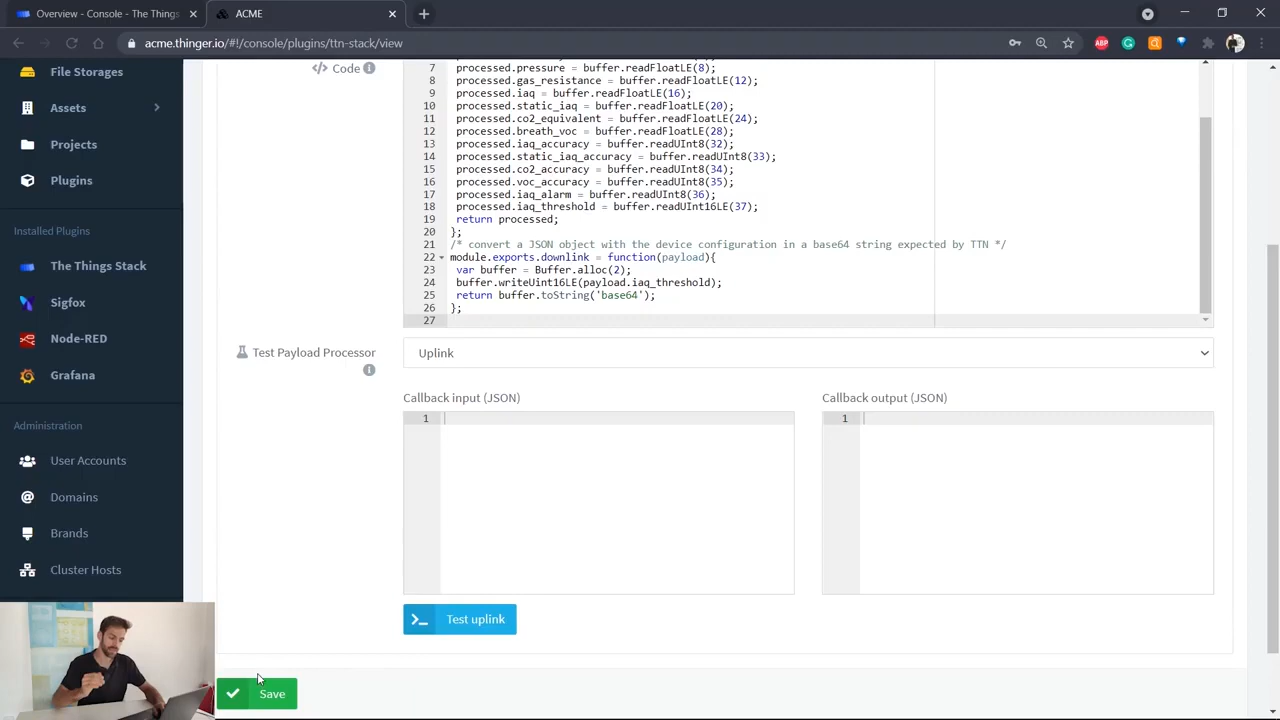 Overview - Console - The Things
ACME
acme.thinger.io/#!/console/plugins/ttn-stack/view
File Storages
Assets
Projects
Plugins
Installed Plugins
The Things Stack
Sigfox
Node-RED
Grafana
Administration
User Accounts
Domains
Brands
Cluster Hosts
</> Code
7 processed.pressure = buffer.readFloatLE(8);
8 processed.gas_resistance = buffer.readFloatLE(12);
9 processed.iaq = buffer.readFloatLE(16);
10 processed.static_iaq = buffer.readFloatLE(20);
11 processed.co2_equivalent = buffer.readFloatLE(24);
12 processed.breath_voc = buffer.readFloatLE(28);
13 processed.iaq_accuracy = buffer.readUInt8(32);
14 processed.static_iaq_accuracy = buffer.readUInt8(33);
15 processed.co2_accuracy = buffer.readUInt8(34);
16 processed.voc_accuracy = buffer.readUInt8(35);
17 processed.iaq_alarm = buffer.readUInt8(36);
18 processed.iaq_threshold = buffer.readUInt16LE(37);
19 return processed;
20 };
21 /* convert a JSON object with the device configuration in a base64 string expected by TTN */
22 module.exports.downlink = function(payload){
23 var buffer = Buffer.alloc(2);
24 buffer.writeUint16LE(payload.iaq_threshold);
25 return buffer.toString('base64');
26 };
27
Test Payload Processor
Uplink
Callback input (JSON)
1
Callback output (JSON)
1
Test uplink
Save